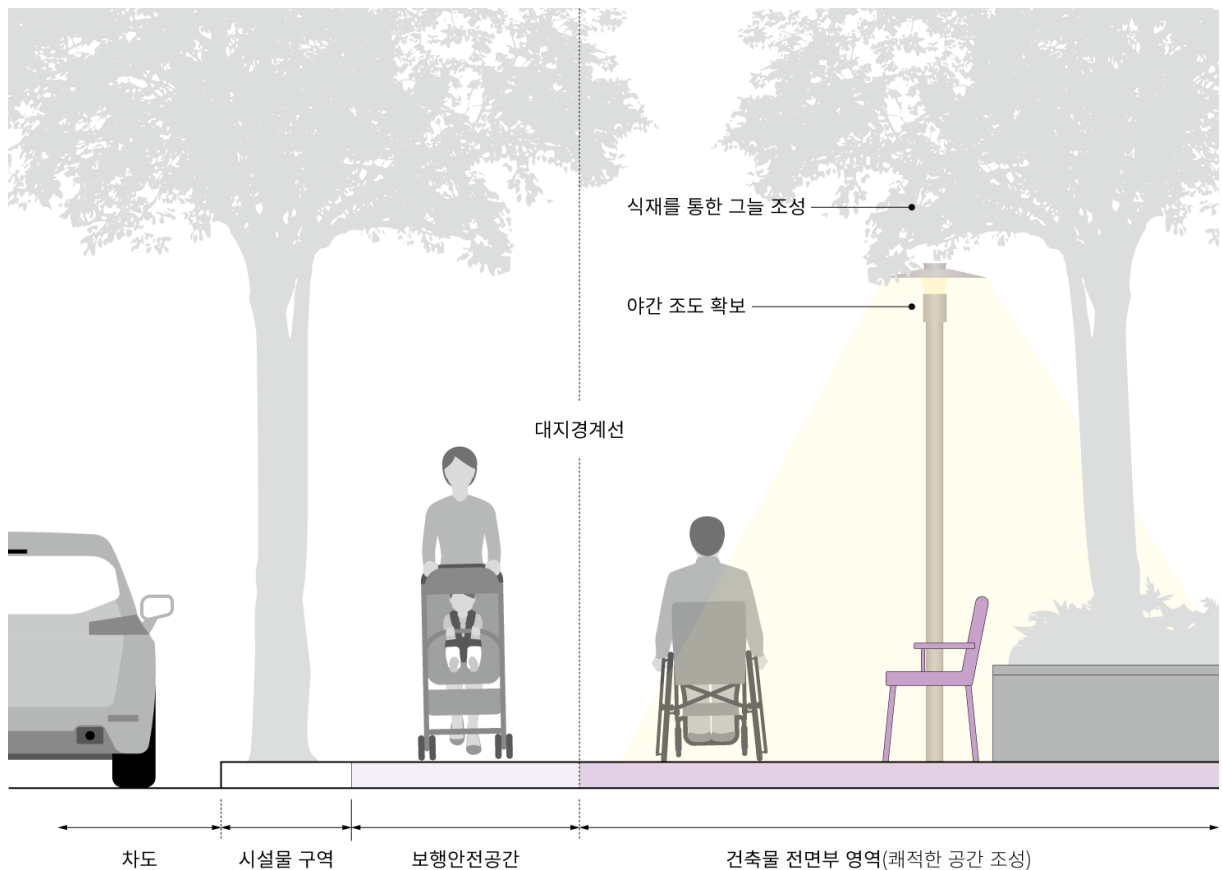 식재를 통한 그늘 조성
야간 조도 확보
대지경계선
차도
시설물 구역
보행안전공간
건축물 전면부 영역(쾌적한 공간 조성)